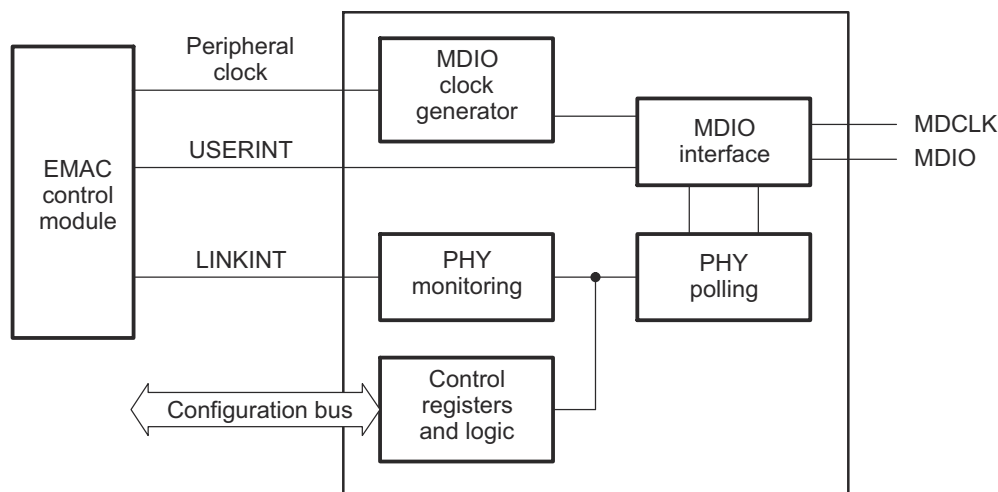 Peripheral
clock
MDIO
clock
generator
MDIO
interface
MDCLK
MDIO
USERINT
EMAC
control
module
LINKINT
PHY
monitoring
PHY
polling
Control
registers
and logic
Configuration bus